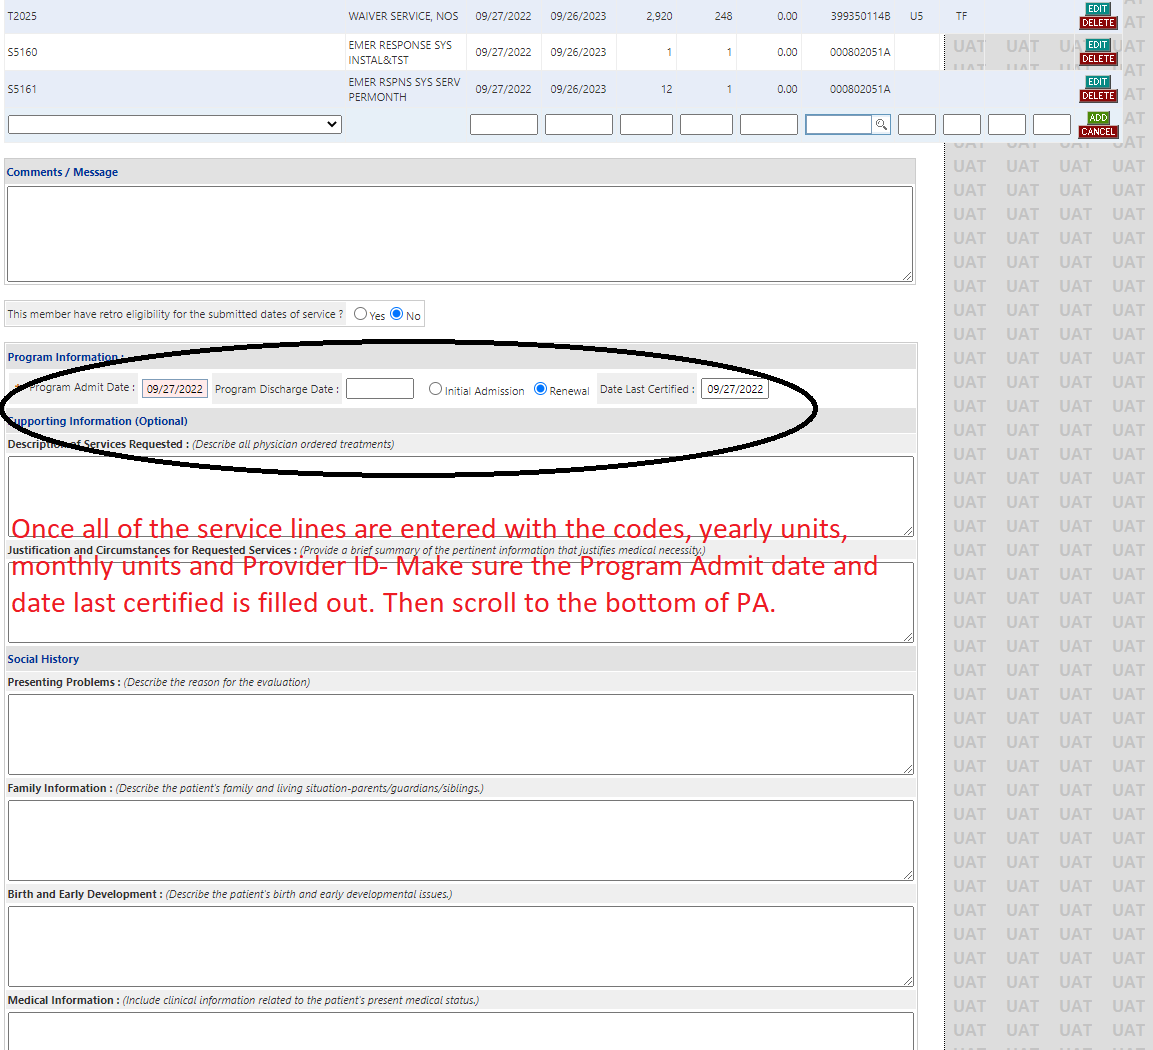 T2025 WAIVER SERVICE, NOS 09/27/2022 09/26/2023 2,920 248 0.00 399350114B U5 TF EDIT
DELETE
S5160 EMER RESPONSE SYS INSTAL&TST 09/27/2022 09/26/2023 1 1 0.00 000802051A EDIT
DELETE
S5161 EMER RSPNS SYS SERV PERMONTH 09/27/2022 09/26/2023 12 1 0.00 000802051A EDIT
DELETE
ADD
CANCEL
Comments / Message
This member have retro eligibility for the submitted dates of service ? Yes No
Program Information :
* Program Admit Date : 09/27/2022 Program Discharge Date : Initial Admission Renewal Date Last Certified : 09/27/2022
Supporting Information (Optional)
Description of Services Requested : (Describe all physician ordered treatments)
Once all of the service lines are entered with the codes, yearly units,
Justification and Circumstances for Requested Services : (Provide a brief summary of the pertinent information that justifies medical necessity.)
monthly units and Provider ID- Make sure the Program Admit date and
date last certified is filled out. Then scroll to the bottom of PA.
Social History
Presenting Problems : (Describe the reason for the evaluation)
Family Information : (Describe the patient's family and living situation-parents/guardians/siblings.)
Birth and Early Development : (Describe the patient's birth and early developmental issues.)
Medical Information : (Include clinical information related to the patient's present medical status.)
UAT UAT UAT UAT